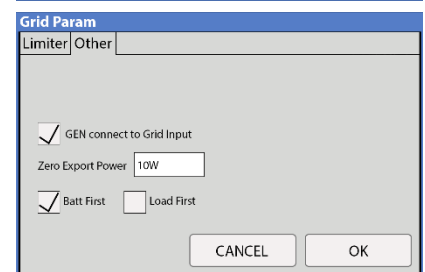 Grid Param
Limiter Other
GEN connect to Grid Input
Zero Export Power 10W
Batt First Load First
CANCEL OK